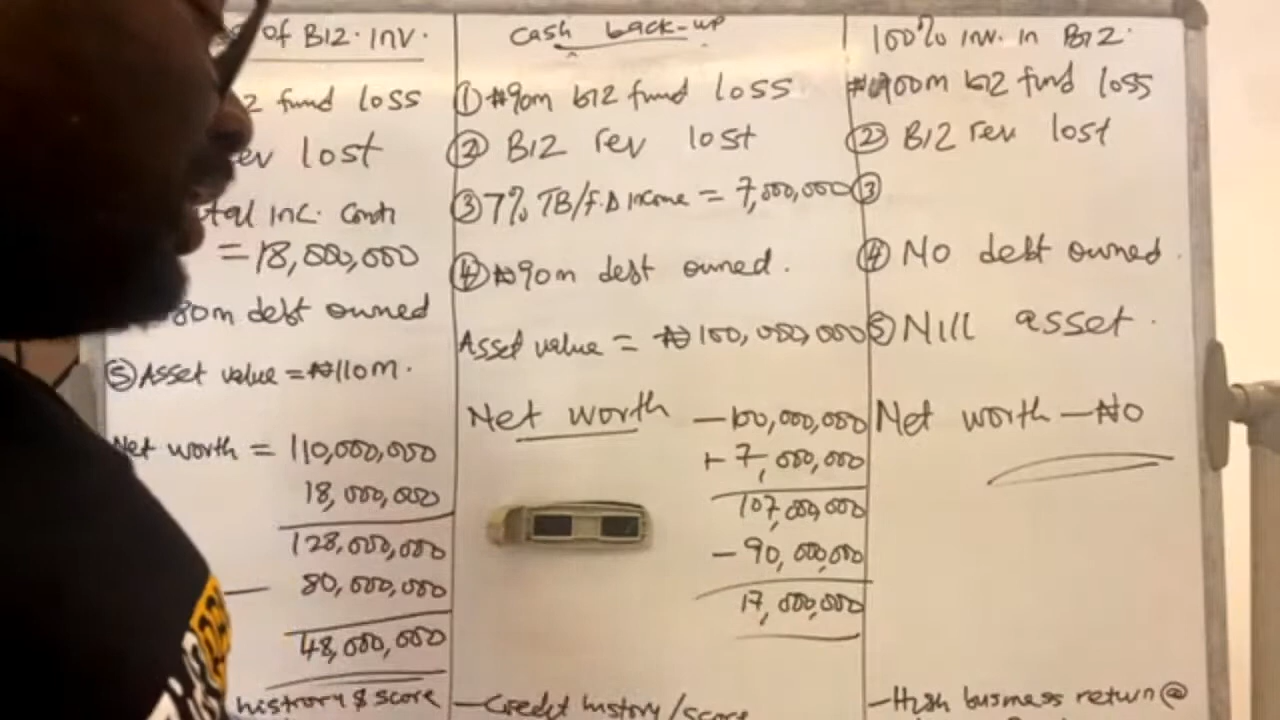 of B12. INV.
2 fund loss
rev lost
tal inc. Contr
= 18,000,000
80m debt owned
⑤ Asset value = ₦110M.
Net worth = 110,000,000
18,000,000
128,000,000
— 80,000,000
48,000,000
histrory & score
Cash back-up
① ₦90m b12 fund loss
② B12 rev lost
③ 7% TB/F.D income = 7,000,000
④ ₦90m debt owned.
Asset value = ₦100,000,000
Net worth — 100,000,000
+ 7,000,000
107,000,000
— 90,000,000
17,000,000
— Credit history/score
100% inv. in B12.
₦100m b12 fund loss
② B12 rev lost
③
④ No debt owned.
⑤ Nill asset.
Net worth — ₦0
— High business return @